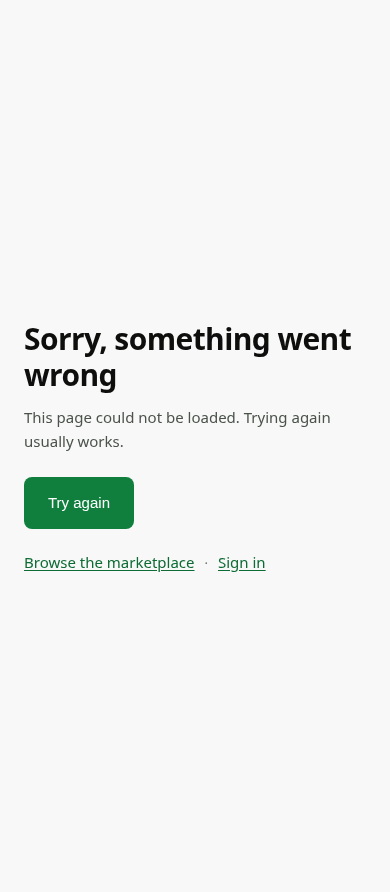 Sorry, something went
wrong
This page could not be loaded. Trying again
usually works.
Try again
Browse the marketplace · Sign in